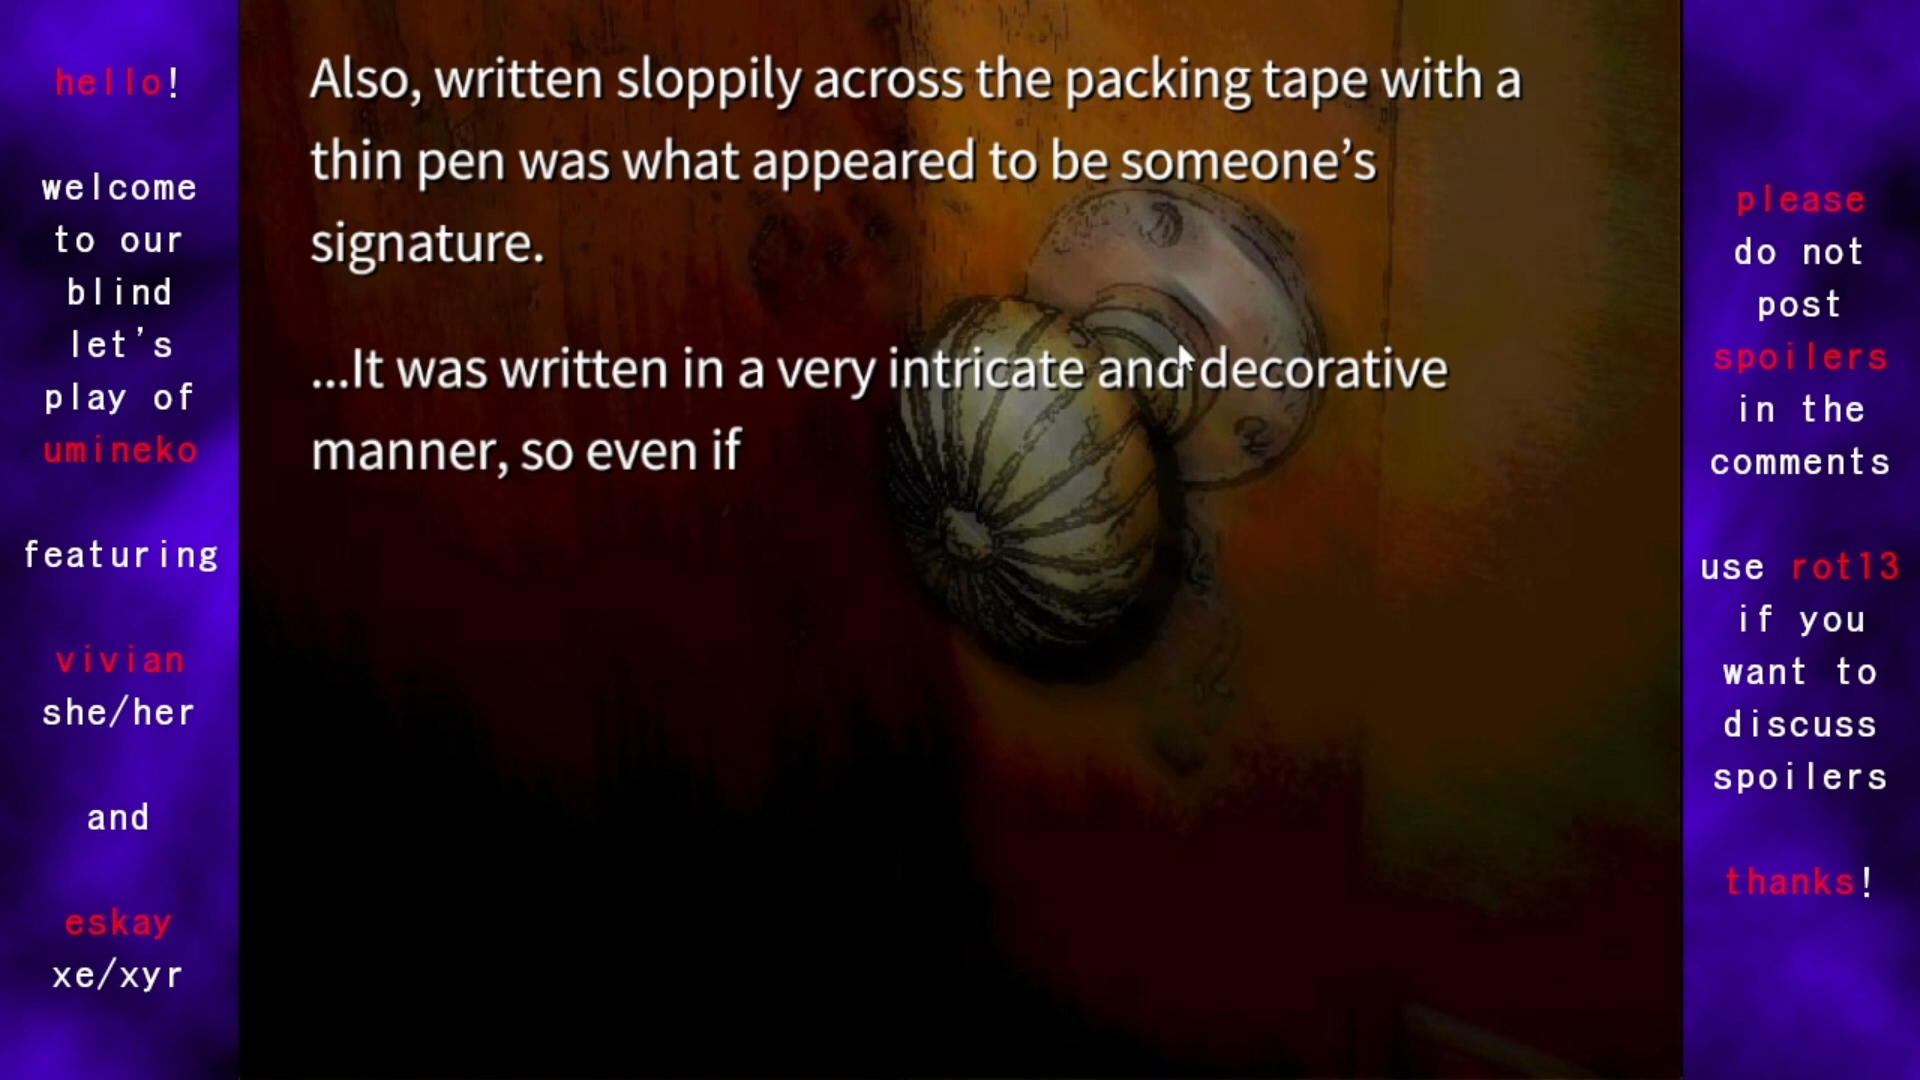 hello!
welcome
to our
blind
let's
play of
umineko
featuring
vivian
she/her
and
eskay
xe/xyr
Also, written sloppily across the packing tape with a
thin pen was what appeared to be someone’s
signature.
...It was written in a very intricate and decorative
manner, so even if
please
do not
post
spoilers
in the
comments
use rot13
if you
want to
discuss
spoilers
thanks!